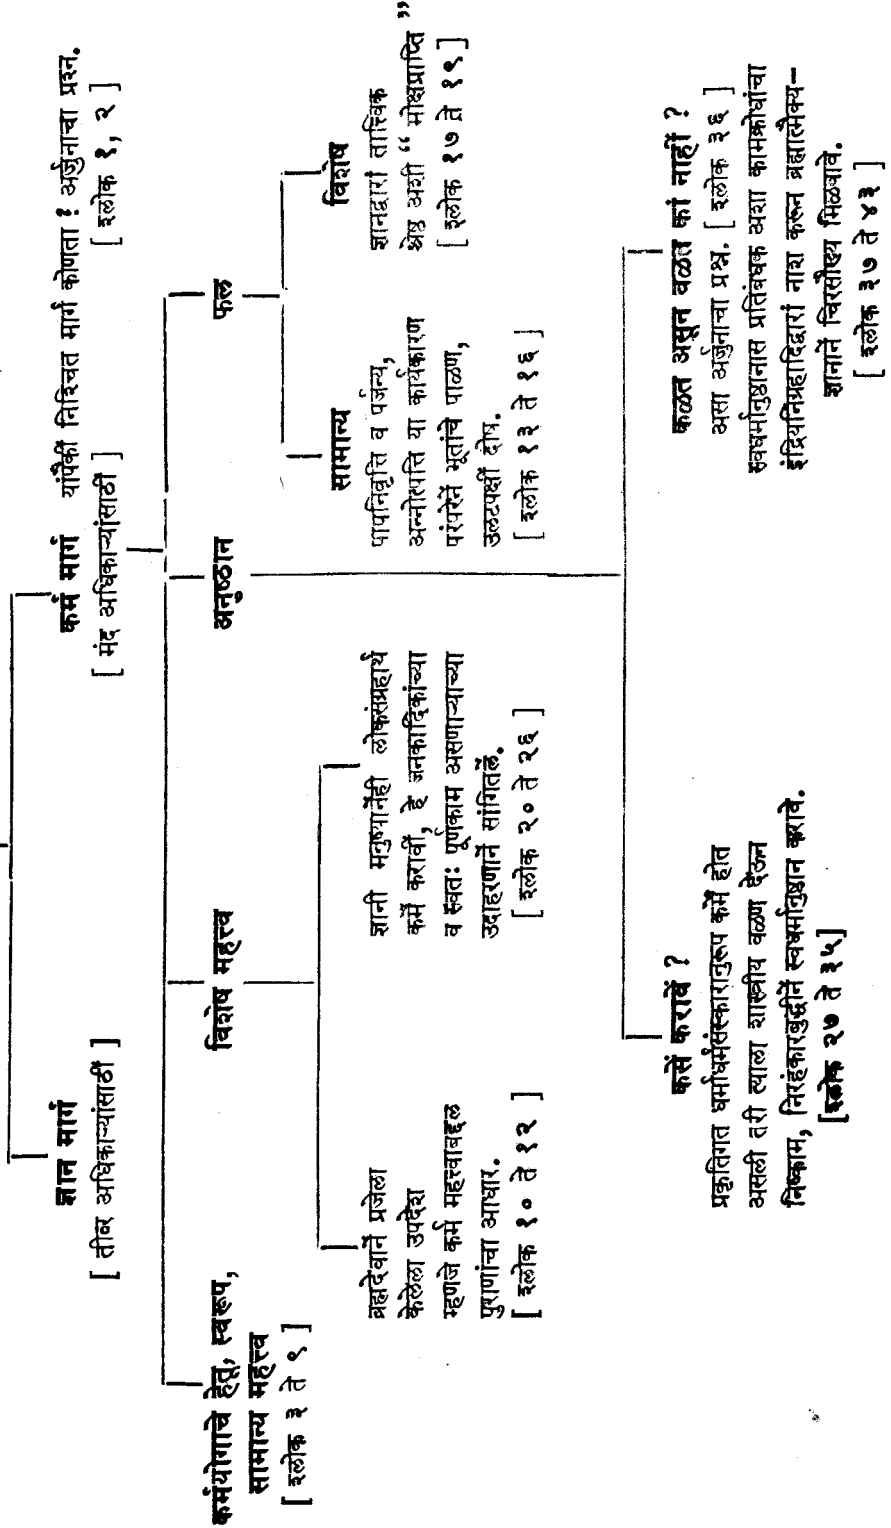 ज्ञान मार्ग
[ तीव्र अधिकाऱ्यांसाठीं ]
कर्म मार्ग
[ मंद अधिकाऱ्यांसाठीं ]
यांपैकीं निश्चित मार्ग कोणता ? अर्जुनाचा प्रश्न.
[ श्लोक १, २ ]
कर्मयोगाचे हेतू, स्वरूप,
सामान्य महत्त्व
[ श्लोक ३ ते ९ ]
विशेष महत्त्व
ब्रह्मदेवानें प्रजेला
केलेला उपदेश
म्हणजे कर्म महत्त्वाबद्दल
पुराणांचा आधार.
[ श्लोक १० ते १२ ]
ज्ञानी मनुष्यानेंही लोकसंग्रहार्थ
कर्में करावीं, हें जनकादिकांच्या
व स्वतः पूर्णकाम असणाऱ्याच्या
उदाहरणानें सांगितलें.
[ श्लोक २० ते २६ ]
अनुष्ठान
फल
सामान्य
पापनिवृत्ति व पर्जन्य,
अन्नोत्पत्ति या कार्यकारण
परंपरेनें भूतांचे पाळण,
उलटपक्षीं दोष.
[ श्लोक १३ ते १६ ]
विशेष
ज्ञानद्वारां तात्त्विक
श्रेष्ठ अशी “ मोक्षप्राप्ति ”
[ श्लोक १७ ते १९ ]
कसें करावें ?
प्रकृतिगत धर्माधर्मसंस्कारानुरूप कर्में होत
असली तरी त्याला शास्त्रीय वळण देऊन
निष्काम, निरहंकारबुद्धीनें स्वधर्मानुष्ठान करावे.
[श्लोक २७ ते ३५]
कळत असून वळत कां नाहीं ?
असा अर्जुनाचा प्रश्न. [ श्लोक ३६ ]
स्वधर्मानुष्ठानास प्रतिबंधक अशा कामक्रोधांचा
इंद्रियनिग्रहादिद्वारां नाश करून ब्रह्मात्मैक्य–
ज्ञानानें चिरसौख्य मिळवावे.
[ श्लोक ३७ ते ४३ ]